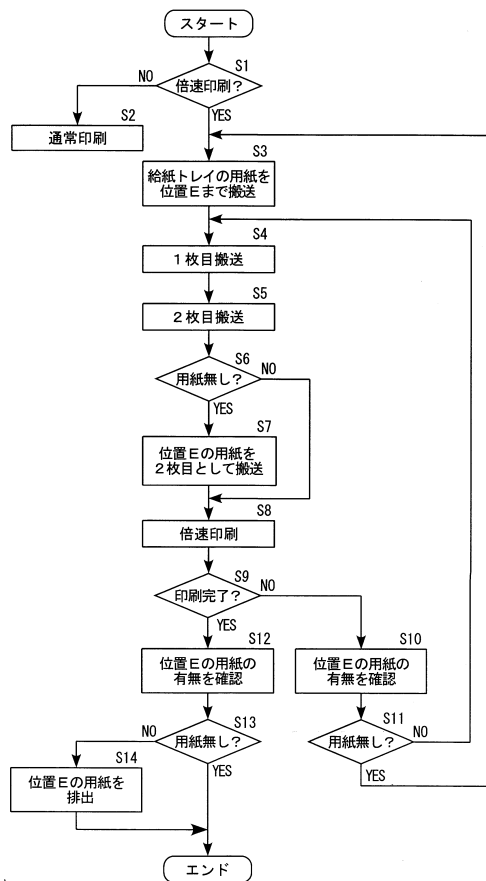 スタート
S1
倍速印刷？
NO
YES
S2
通常印刷
S3
給紙トレイの用紙を
位置Eまで搬送
S4
1枚目搬送
S5
2枚目搬送
S6
用紙無し？
NO
YES
S7
位置Eの用紙を
2枚目として搬送
S8
倍速印刷
S9
印刷完了？
NO
YES
S12
位置Eの用紙の
有無を確認
S10
位置Eの用紙の
有無を確認
S13
用紙無し？
NO
YES
S11
用紙無し？
NO
YES
S14
位置Eの用紙を
排出
エンド